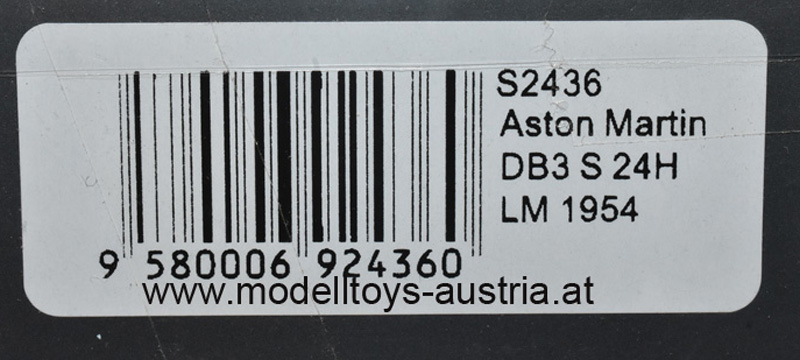 S2436
Aston Martin
DB3 S 24H
LM 1954
9 580006 924360
www.modelltoys-austria.at